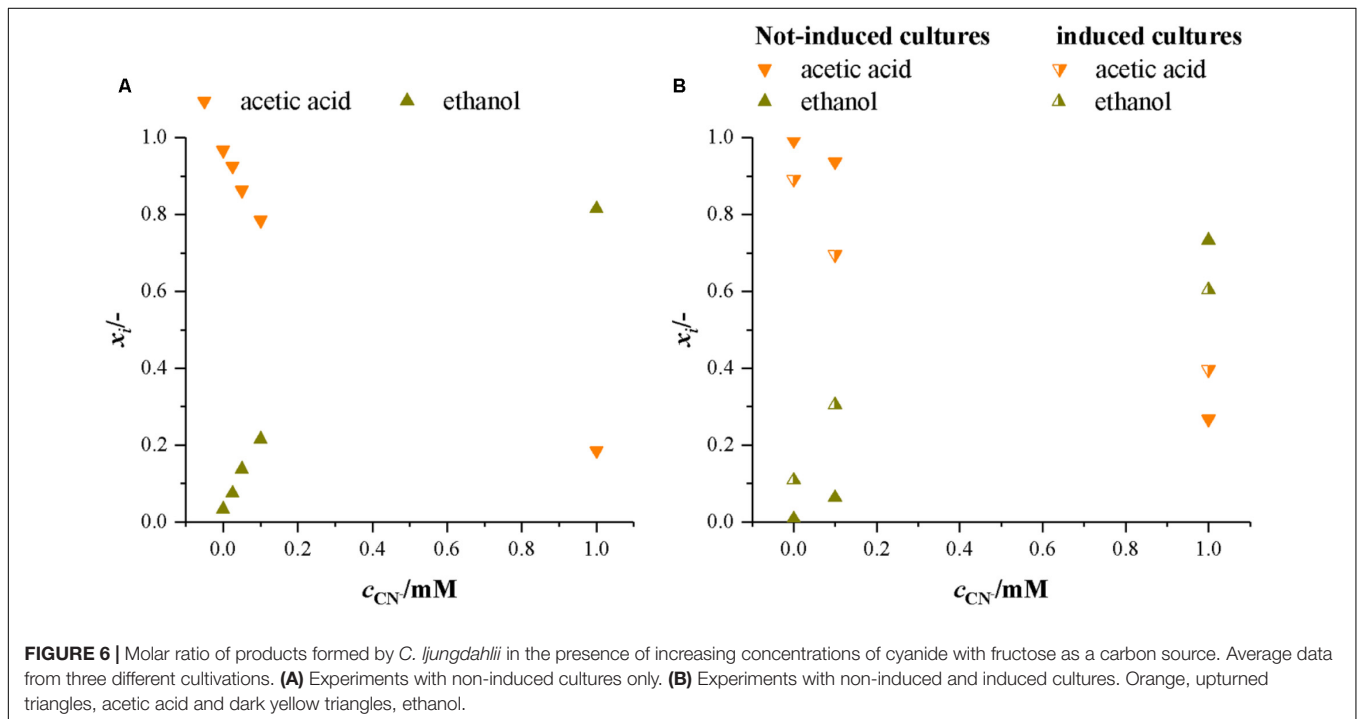 Not-induced cultures induced cultures
A acetic acid ethanol
B acetic acid acetic acid
ethanol ethanol
1.0 1.0
0.8 0.8
0.6 0.6
0.4 0.4
0.2 0.2
0.0 0.0
xi/- xi/-
0.0 0.2 0.4 0.6 0.8 1.0 0.0 0.2 0.4 0.6 0.8 1.0
cCN-/mM cCN-/mM
FIGURE 6 | Molar ratio of products formed by C. ljungdahlii in the presence of increasing concentrations of cyanide with fructose as a carbon source. Average data
from three different cultivations. (A) Experiments with non-induced cultures only. (B) Experiments with non-induced and induced cultures. Orange, upturned
triangles, acetic acid and dark yellow triangles, ethanol.